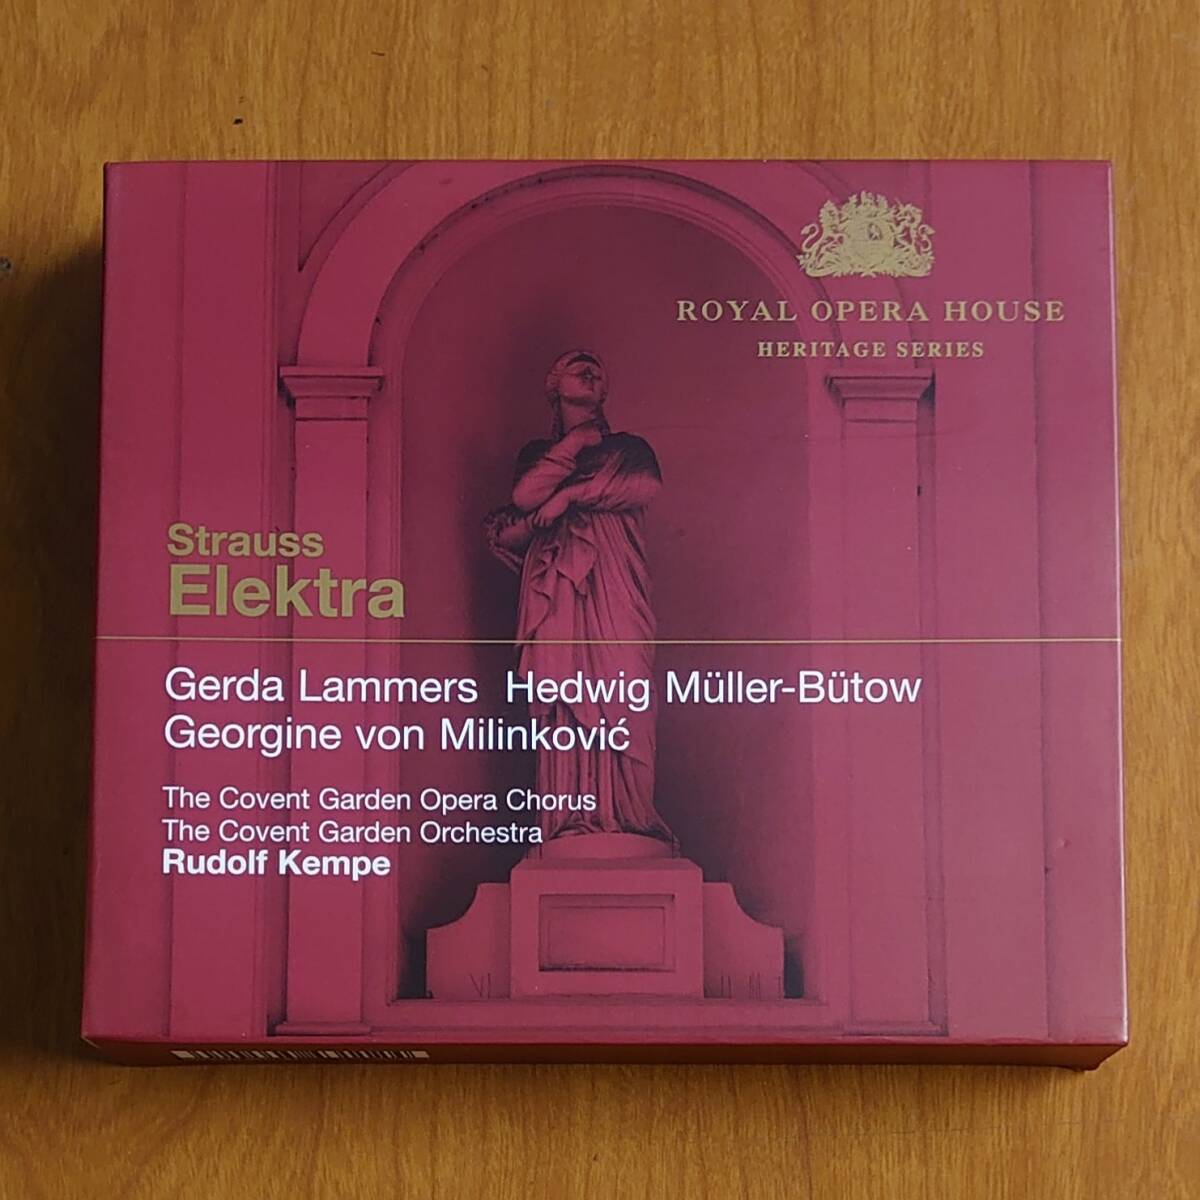 ROYAL OPERA HOUSE
HERITAGE SERIES
Strauss
Elektra
Gerda Lammers  Hedwig Müller-Bütow
Georgine von Milinković
The Covent Garden Opera Chorus
The Covent Garden Orchestra
Rudolf Kempe